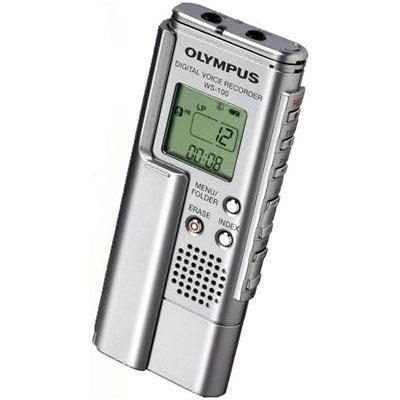 OLYMPUS
DIGITAL VOICE RECORDER
WS-100
LP
12
00:08
MENU/
FOLDER
ERASE INDEX